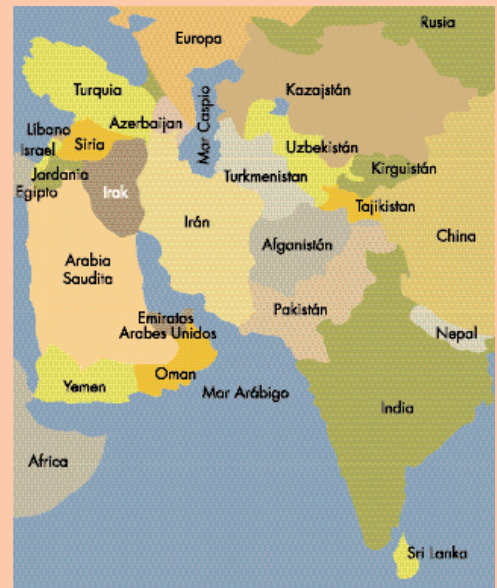 Rusia
Europa
Turquia
Kazajstán
Mar Caspio
Azerbaijan
Líbano
Israel
Siria
Uzbekistán
Jordania
Turkmenistan
Kirguistán
Egipto
Irak
Tajikistan
Irán
China
Afganistán
Arabia
Saudita
Pakistán
Emiratos
Arabes Unidos
Nepal
Oman
Yemen
Mar Arábigo
India
Africa
Sri Lanka